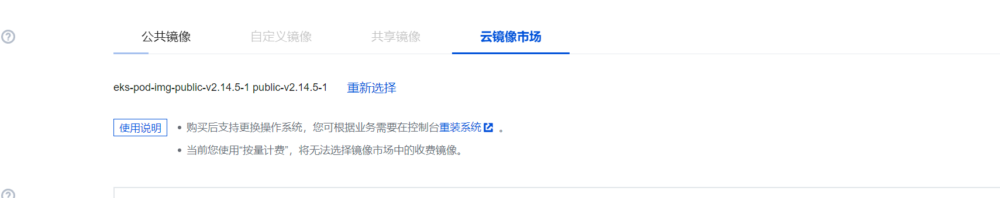 公共镜像 自定义镜像 共享镜像 云镜像市场
eks-pod-img-public-v2.14.5-1 public-v2.14.5-1 重新选择
使用说明 • 购买后支持更换操作系统，您可根据业务需要在控制台重装系统 。
• 当前您使用“按量计费”，将无法选择镜像市场中的收费镜像。